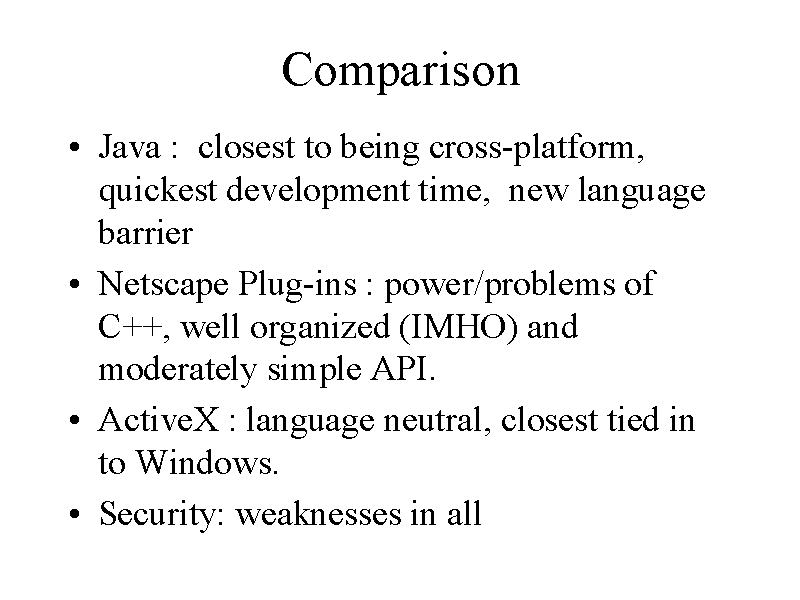 Comparison
• Java :  closest to being cross-platform,
quickest development time,  new language
barrier
• Netscape Plug-ins : power/problems of
C++, well organized (IMHO) and
moderately simple API.
• Active.X : language neutral, closest tied in
to Windows.
• Security: weaknesses in all